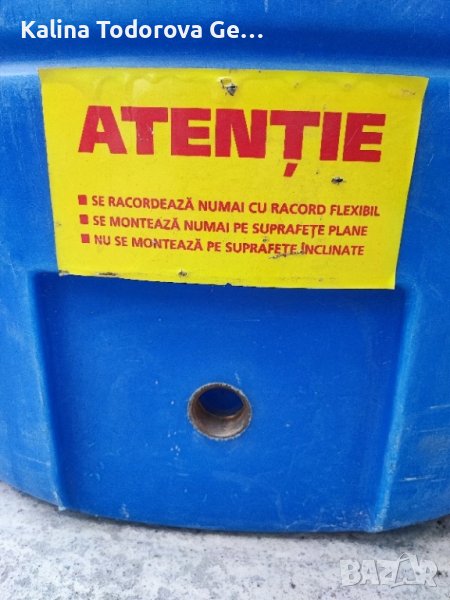 Kalina Todorova Ge...
ATENȚIE
■ SE RACORDEAZĂ NUMAI CU RACORD FLEXIBIL
■ SE MONTEAZĂ NUMAI PE SUPRAFEȚE PLANE
■ NU SE MONTEAZĂ PE SUPRAFEȚE ÎNCLINATE
BAZAR